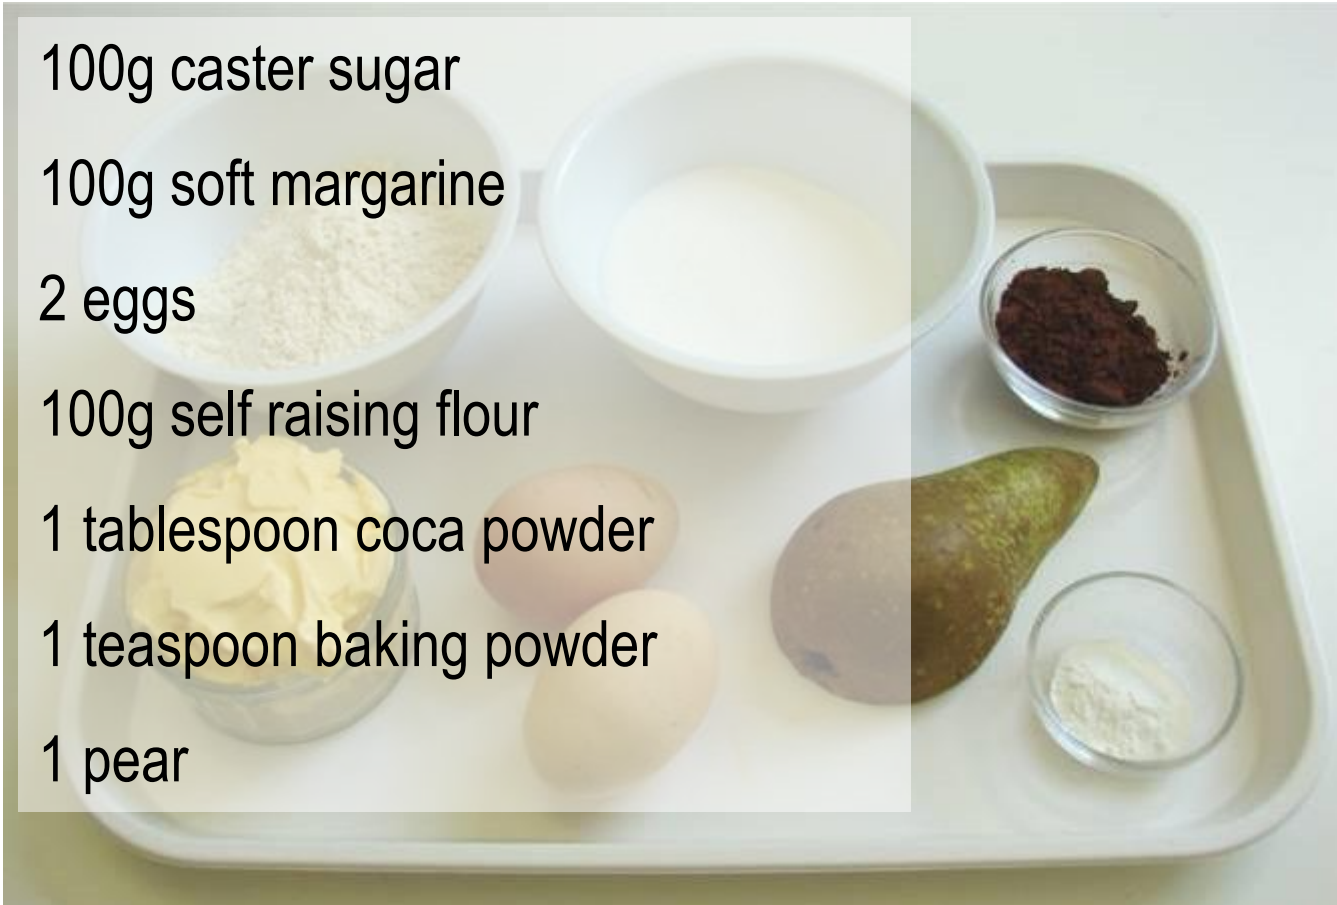 100g caster sugar
100g soft margarine
2 eggs
100g self raising flour
1 tablespoon coca powder
1 teaspoon baking powder
1 pear